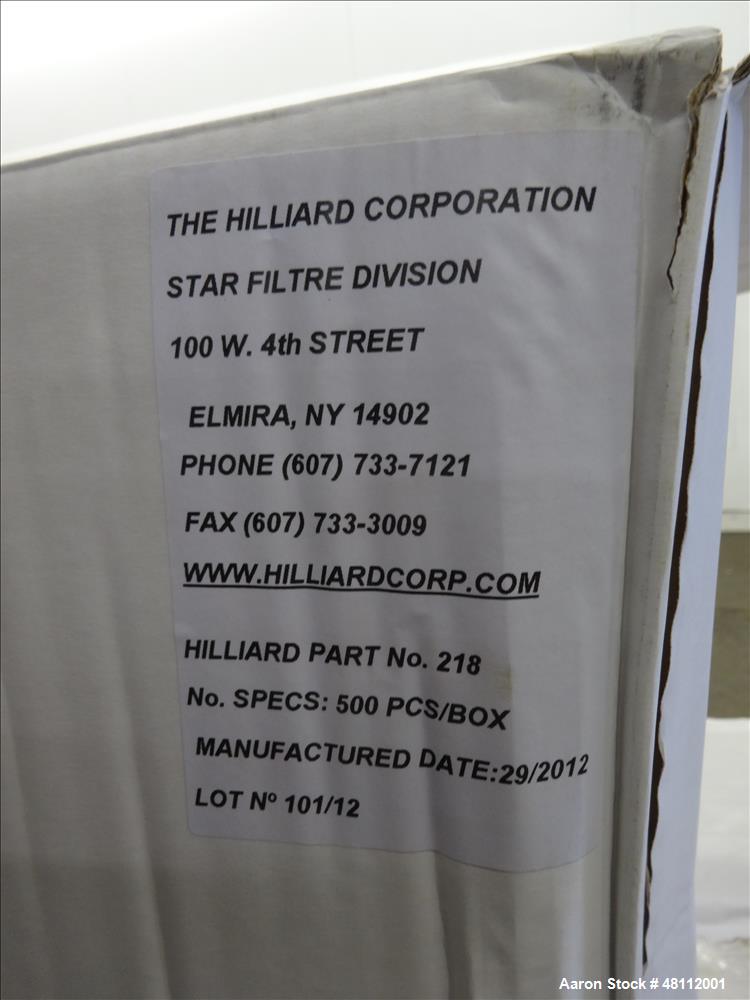 THE HILLIARD CORPORATION
STAR FILTRE DIVISION
100 W. 4th STREET
ELMIRA, NY 14902
PHONE (607) 733-7121
FAX (607) 733-3009
WWW.HILLIARDCORP.COM
HILLIARD PART No. 218
No. SPECS: 500 PCS/BOX
MANUFACTURED DATE:29/2012
LOT Nº 101/12
Aaron Stock # 48112001